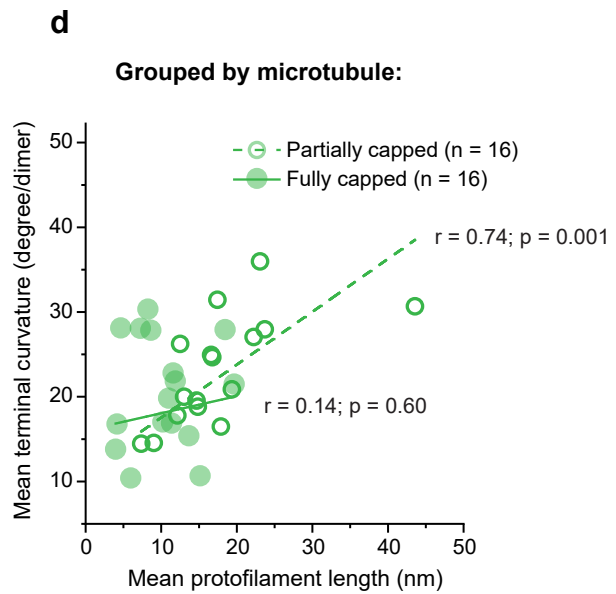 d
Grouped by microtubule:
Partially capped (n = 16)
Fully capped (n = 16)
r = 0.74; p = 0.001
r = 0.14; p = 0.60
Mean terminal curvature (degree/dimer)
50
40
30
20
10
0
10
20
30
40
50
Mean protofilament length (nm)